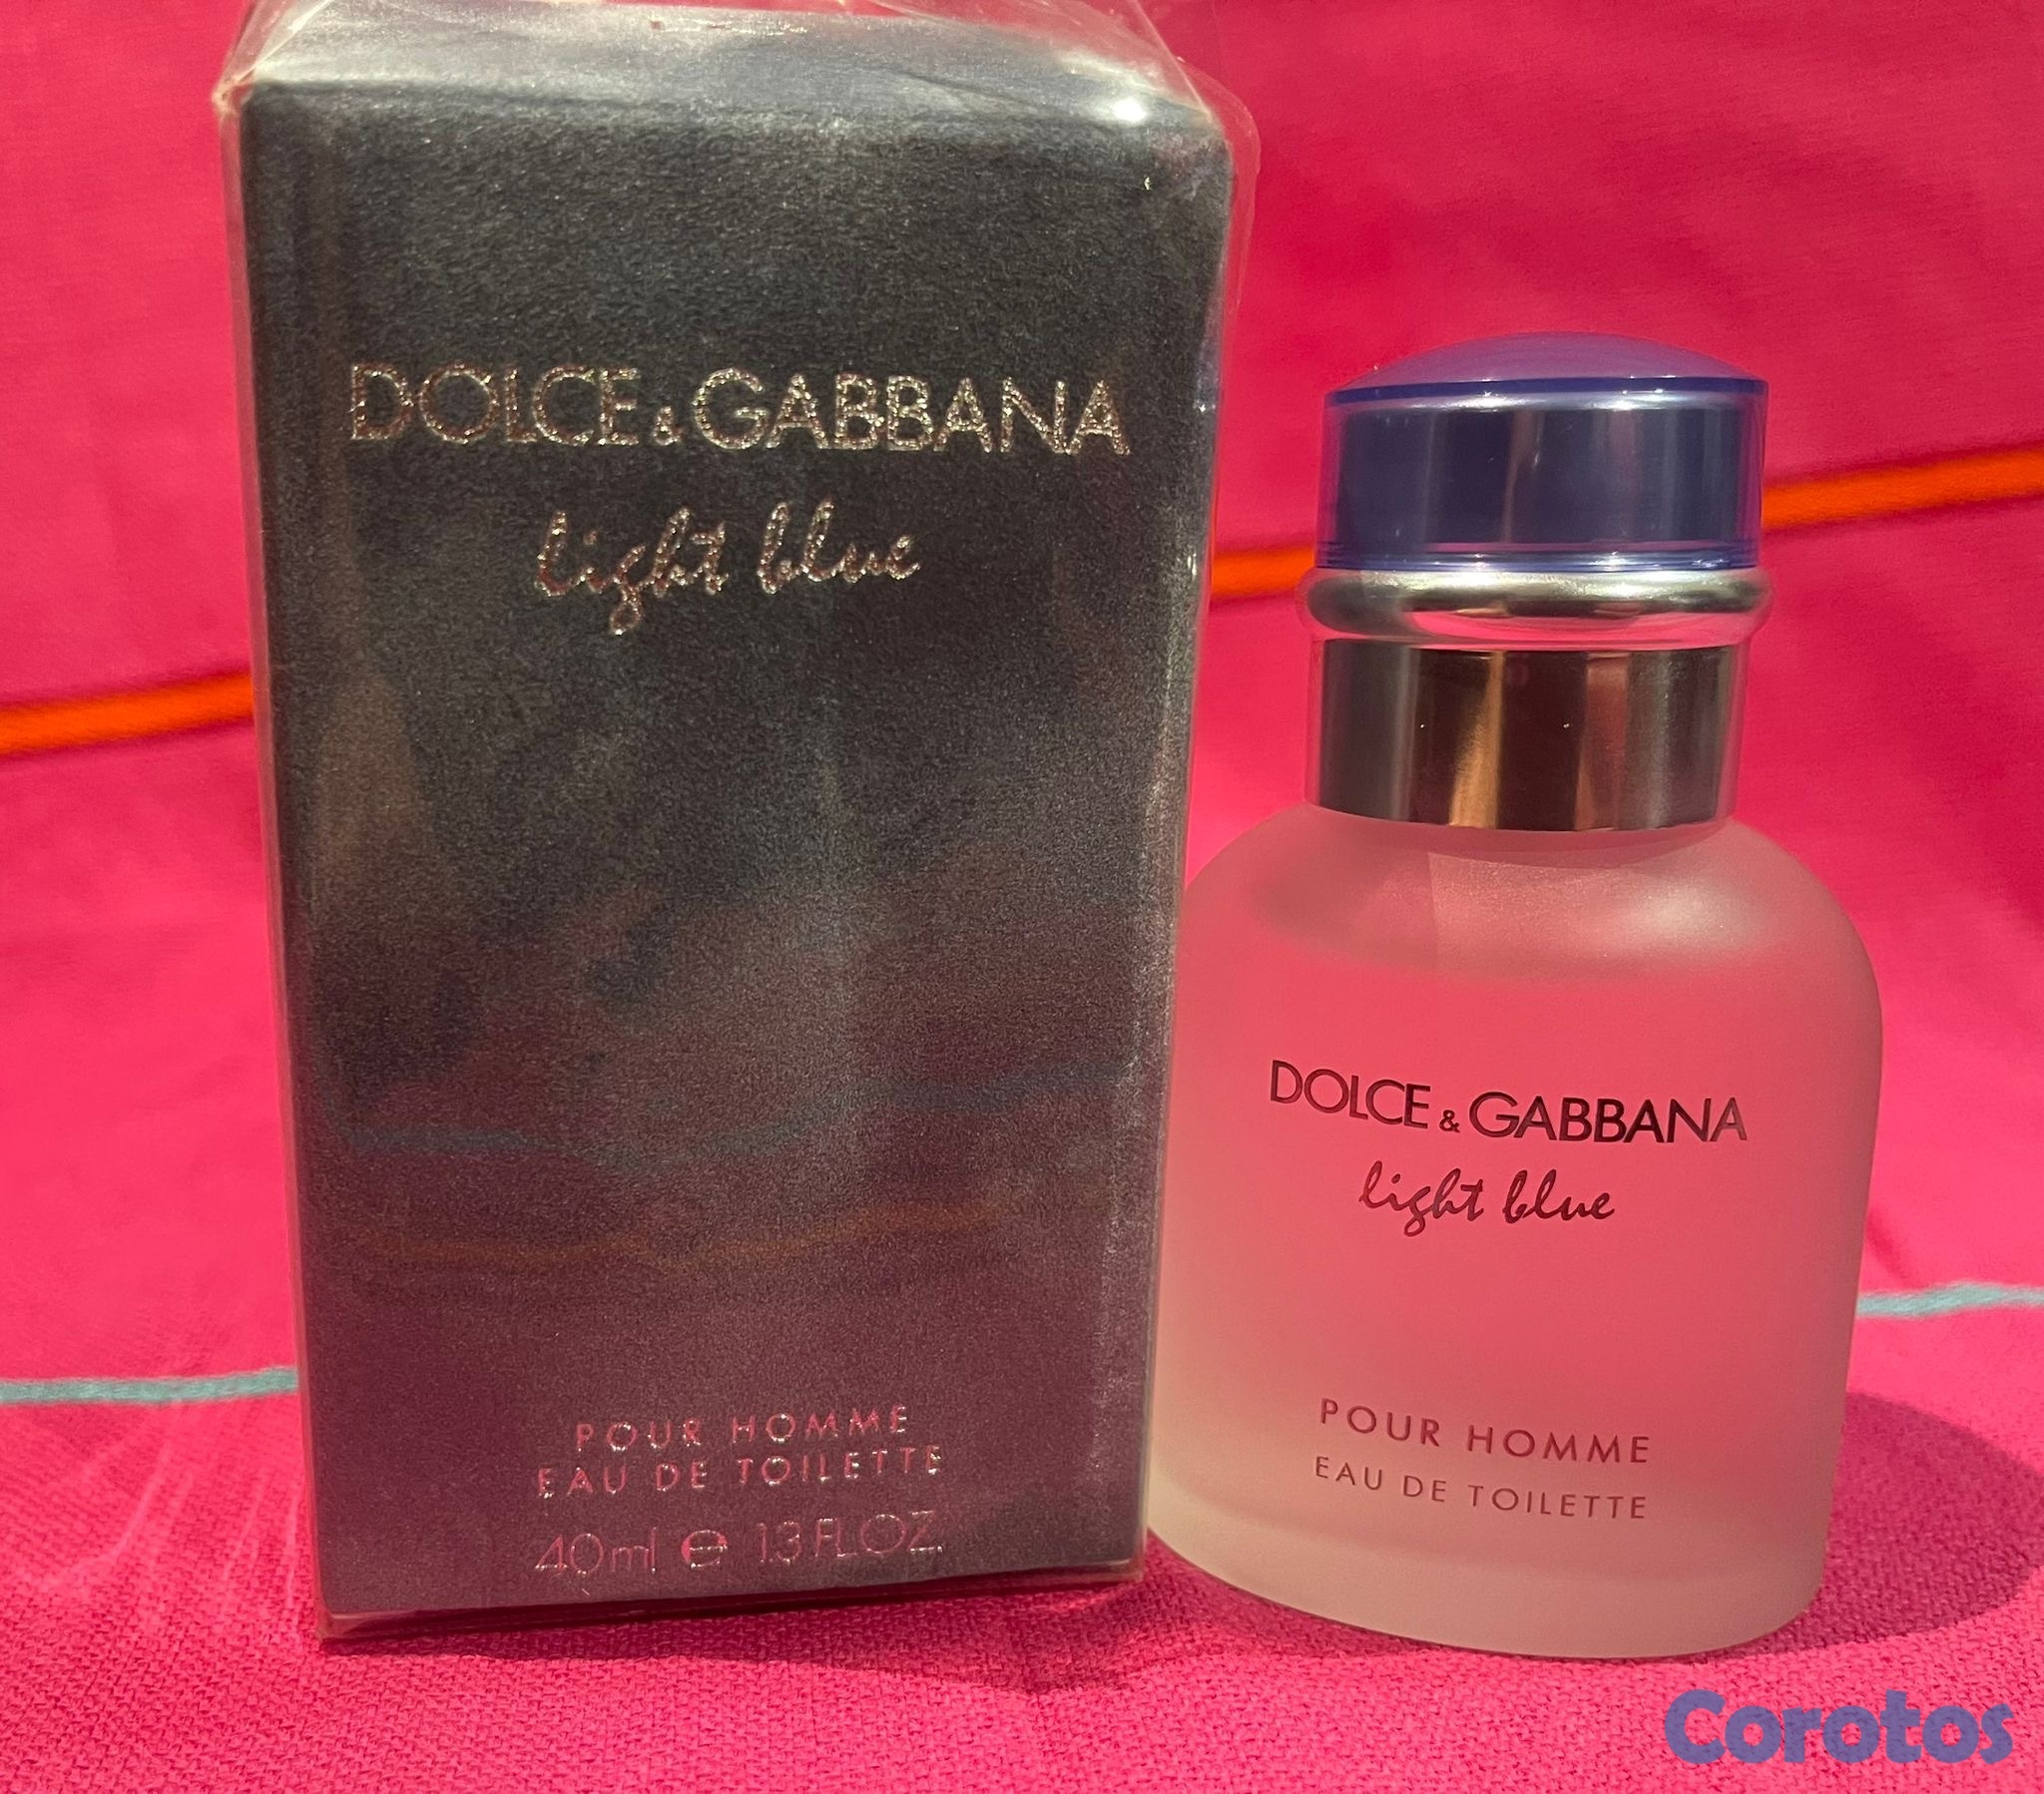 DOLCE & GABBANA
light blue
POUR HOMME
EAU DE TOILETTE
40ml e 1.3 FL.OZ.
DOLCE & GABBANA
light blue
POUR HOMME
EAU DE TOILETTE
Corotos